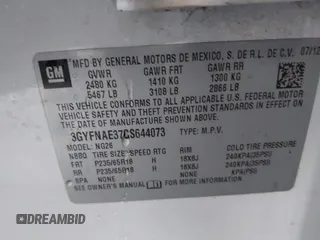 GM
MFD BY GENERAL MOTORS DE MEXICO, S. DE R.L. DE C.V. 07/12
GVWR GAWR FRT GAWR RR
2480 KG 1410 KG 1300 KG
5467 LB 3108 LB 2866 LB
THIS VEHICLE CONFORMS TO ALL APPLICABLE U.S. FEDERAL MOTOR
VEHICLE SAFETY AND THEFT PREVENTION STANDARDS IN
EFFECT ON THE DATE OF MANUFACTURE SHOWN ABOVE.
3GYFNAE37CS644073 TYPE: M.P.V.
NG26
TIRE SIZE SPEED RTG RIM COLD TIRE PRESSURE
FRT P235/65R18 H 18X8J 240KPA(35PSI)
RR P235/65R18 H 18X8J 240KPA(35PSI)
SPA NONE NONE KPA(PSI)
SEE OWNER'S MANUAL
AutoBidMaster